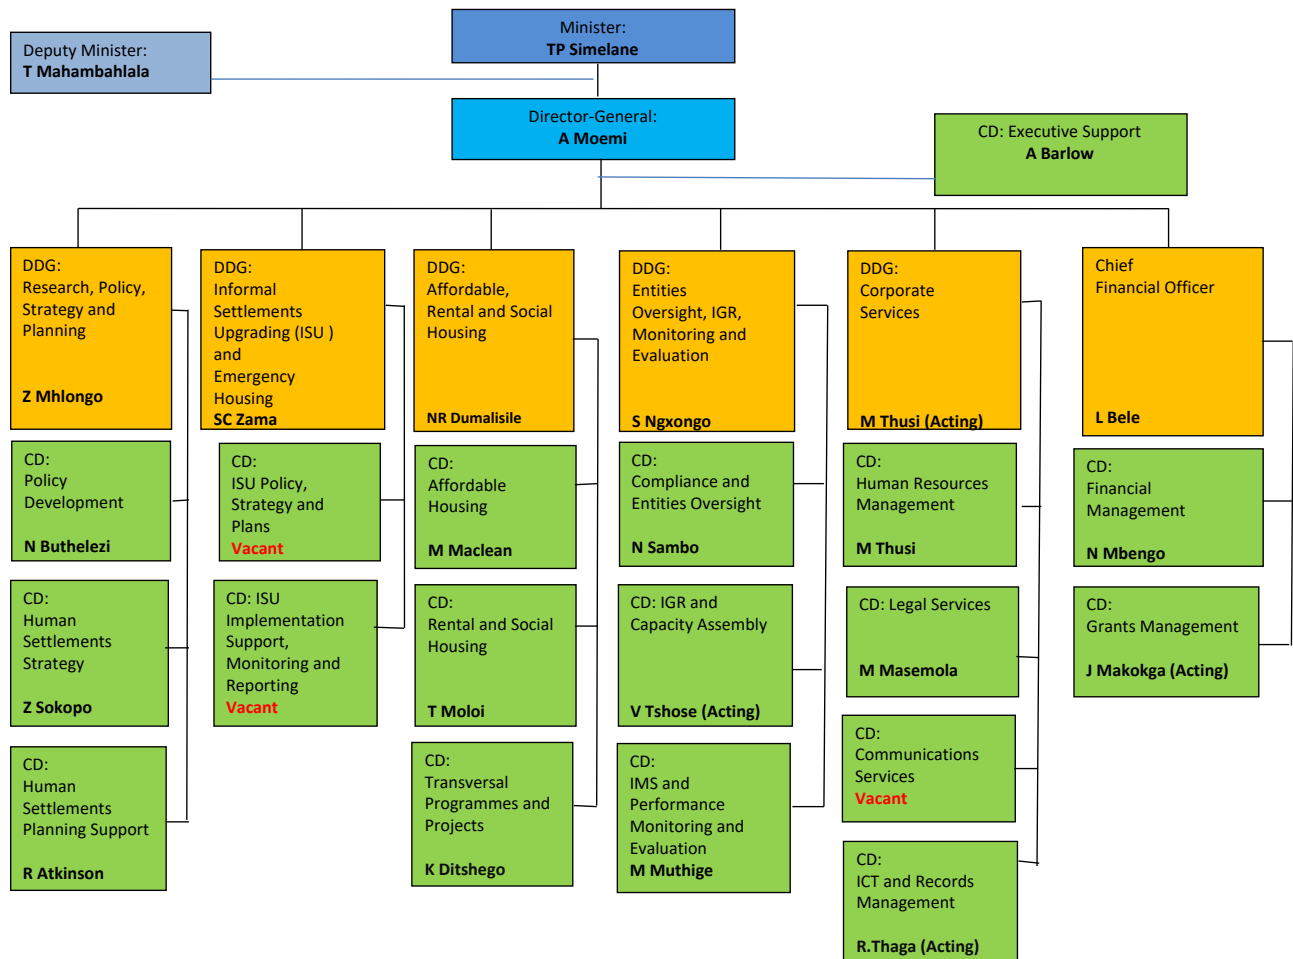 Minister:
TP Simelane
Deputy Minister:
T Mahambahlala
Director-General:
A Moemi
CD: Executive Support
A Barlow
DDG:
Research, Policy,
Strategy and
Planning
Z Mhlongo
DDG:
Informal
Settlements
Upgrading (ISU )
and
Emergency
Housing
SC Zama
DDG:
Affordable,
Rental and Social
Housing
NR Dumalisile
DDG:
Entities
Oversight, IGR,
Monitoring and
Evaluation
S Ngxongo
DDG:
Corporate
Services
M Thusi (Acting)
Chief
Financial Officer
L Bele
CD:
Policy
Development
N Buthelezi
CD:
ISU Policy,
Strategy and
Plans
Vacant
CD:
Affordable
Housing
M Maclean
CD:
Compliance and
Entities Oversight
N Sambo
CD:
Human Resources
Management
M Thusi
CD:
Financial
Management
N Mbengo
CD:
Human
Settlements
Strategy
Z Sokopo
CD: ISU
Implementation
Support,
Monitoring and
Reporting
Vacant
CD:
Rental and Social
Housing
T Moloi
CD: IGR and
Capacity Assembly
V Tshose (Acting)
CD: Legal Services
M Masemola
CD:
Grants Management
J Makokga (Acting)
CD:
Human
Settlements
Planning Support
R Atkinson
CD:
Transversal
Programmes and
Projects
K Ditshego
CD:
IMS and
Performance
Monitoring and
Evaluation
M Muthige
CD:
Communications
Services
Vacant
CD:
ICT and Records
Management
R.Thaga (Acting)